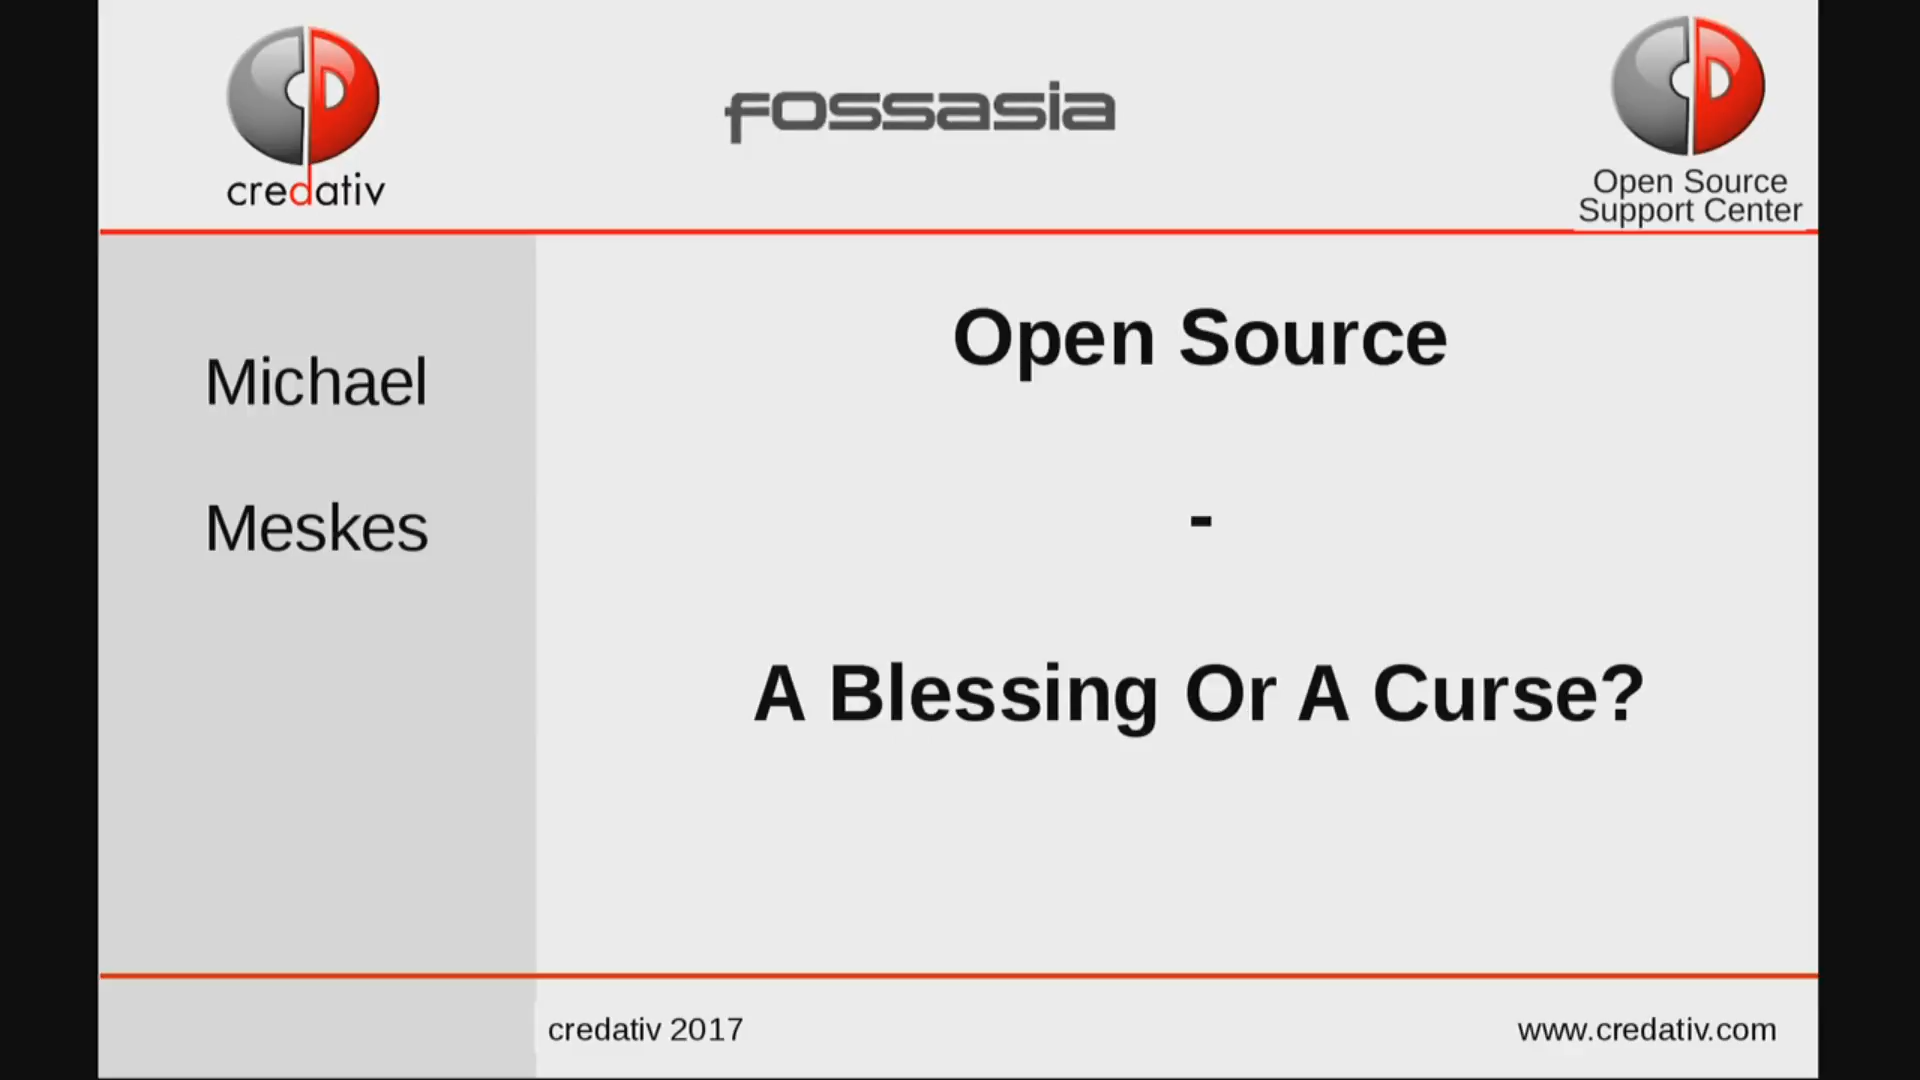 credativ
fossasia
Open Source
Support Center
Michael
Meskes
Open Source
-
A Blessing Or A Curse?
credativ 2017
www.credativ.com